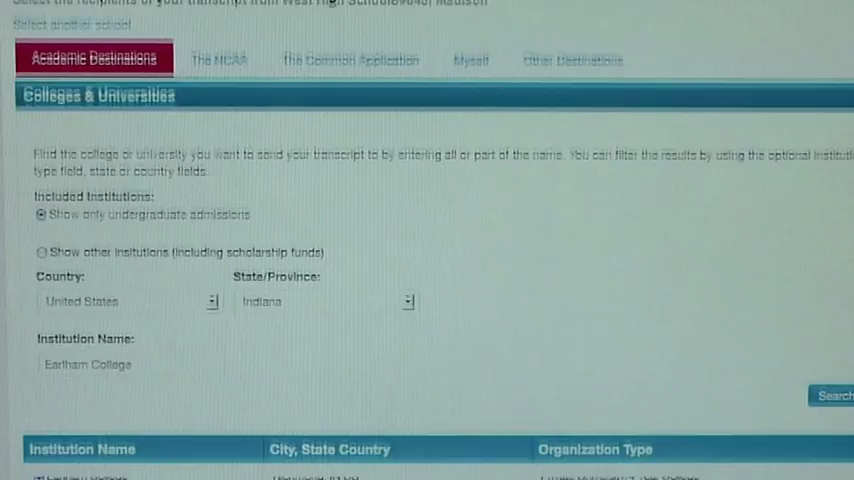 Select the recipients of your transcript from West High School
Select another school
Academic Destinations The NCAA The Common Application Myself Other Destinations
Colleges & Universities
Find the college or university you want to send your transcript to by entering all or part of the name. You can filter the results by using the optional
type field, state or country fields.
Included Institutions:
Show only undergraduate admissions
Show other Insitutions (including scholarship funds)
Country: State/Province:
United States Indiana
Institution Name:
Earlham College
Search
Institution Name City, State Country Organization Type
Earlham College